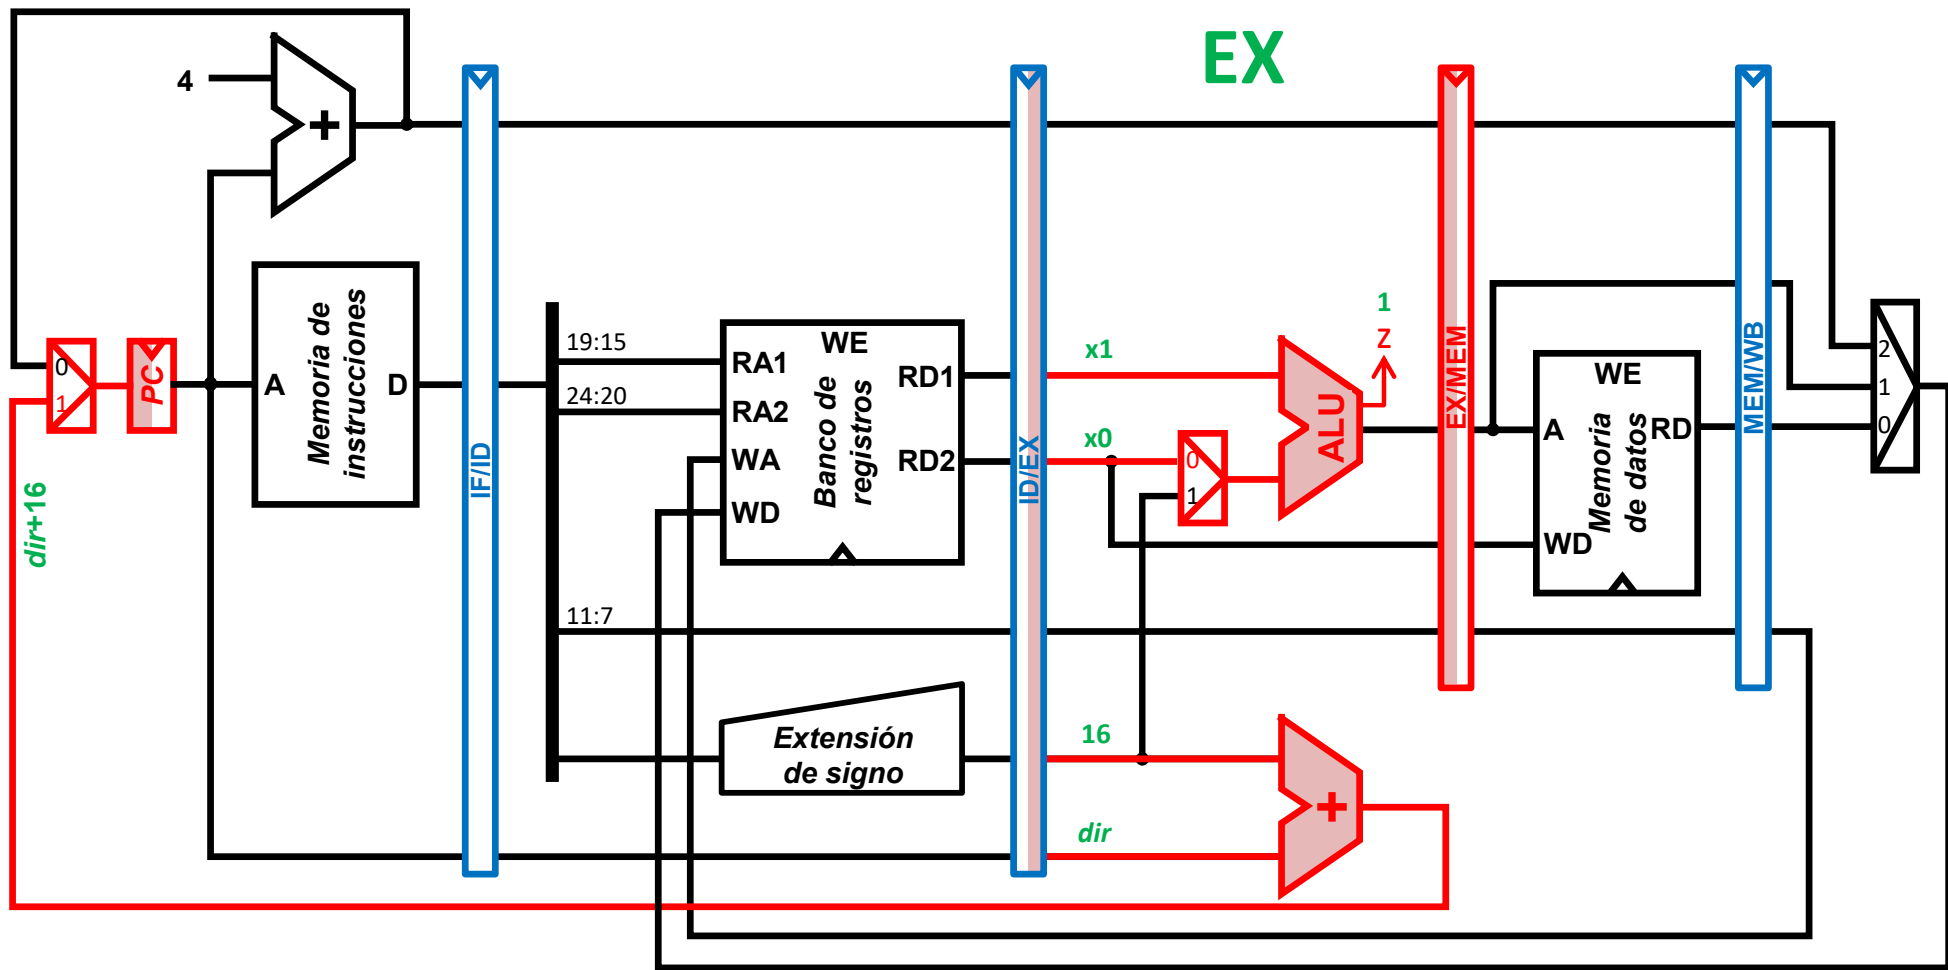 EX
4
+
IF/ID
ID/EX
EX/MEM
MEM/WB
0
1
PC
A
Memoria de
instrucciones
D
19:15
24:20
11:7
WE
RA1
RA2
WA
WD
Banco de
registros
RD1
RD2
x1
x0
0
1
ALU
1
Z
WE
A
RD
Memoria
de datos
WD
2
1
0
dir+16
Extensión
de signo
16
dir
+